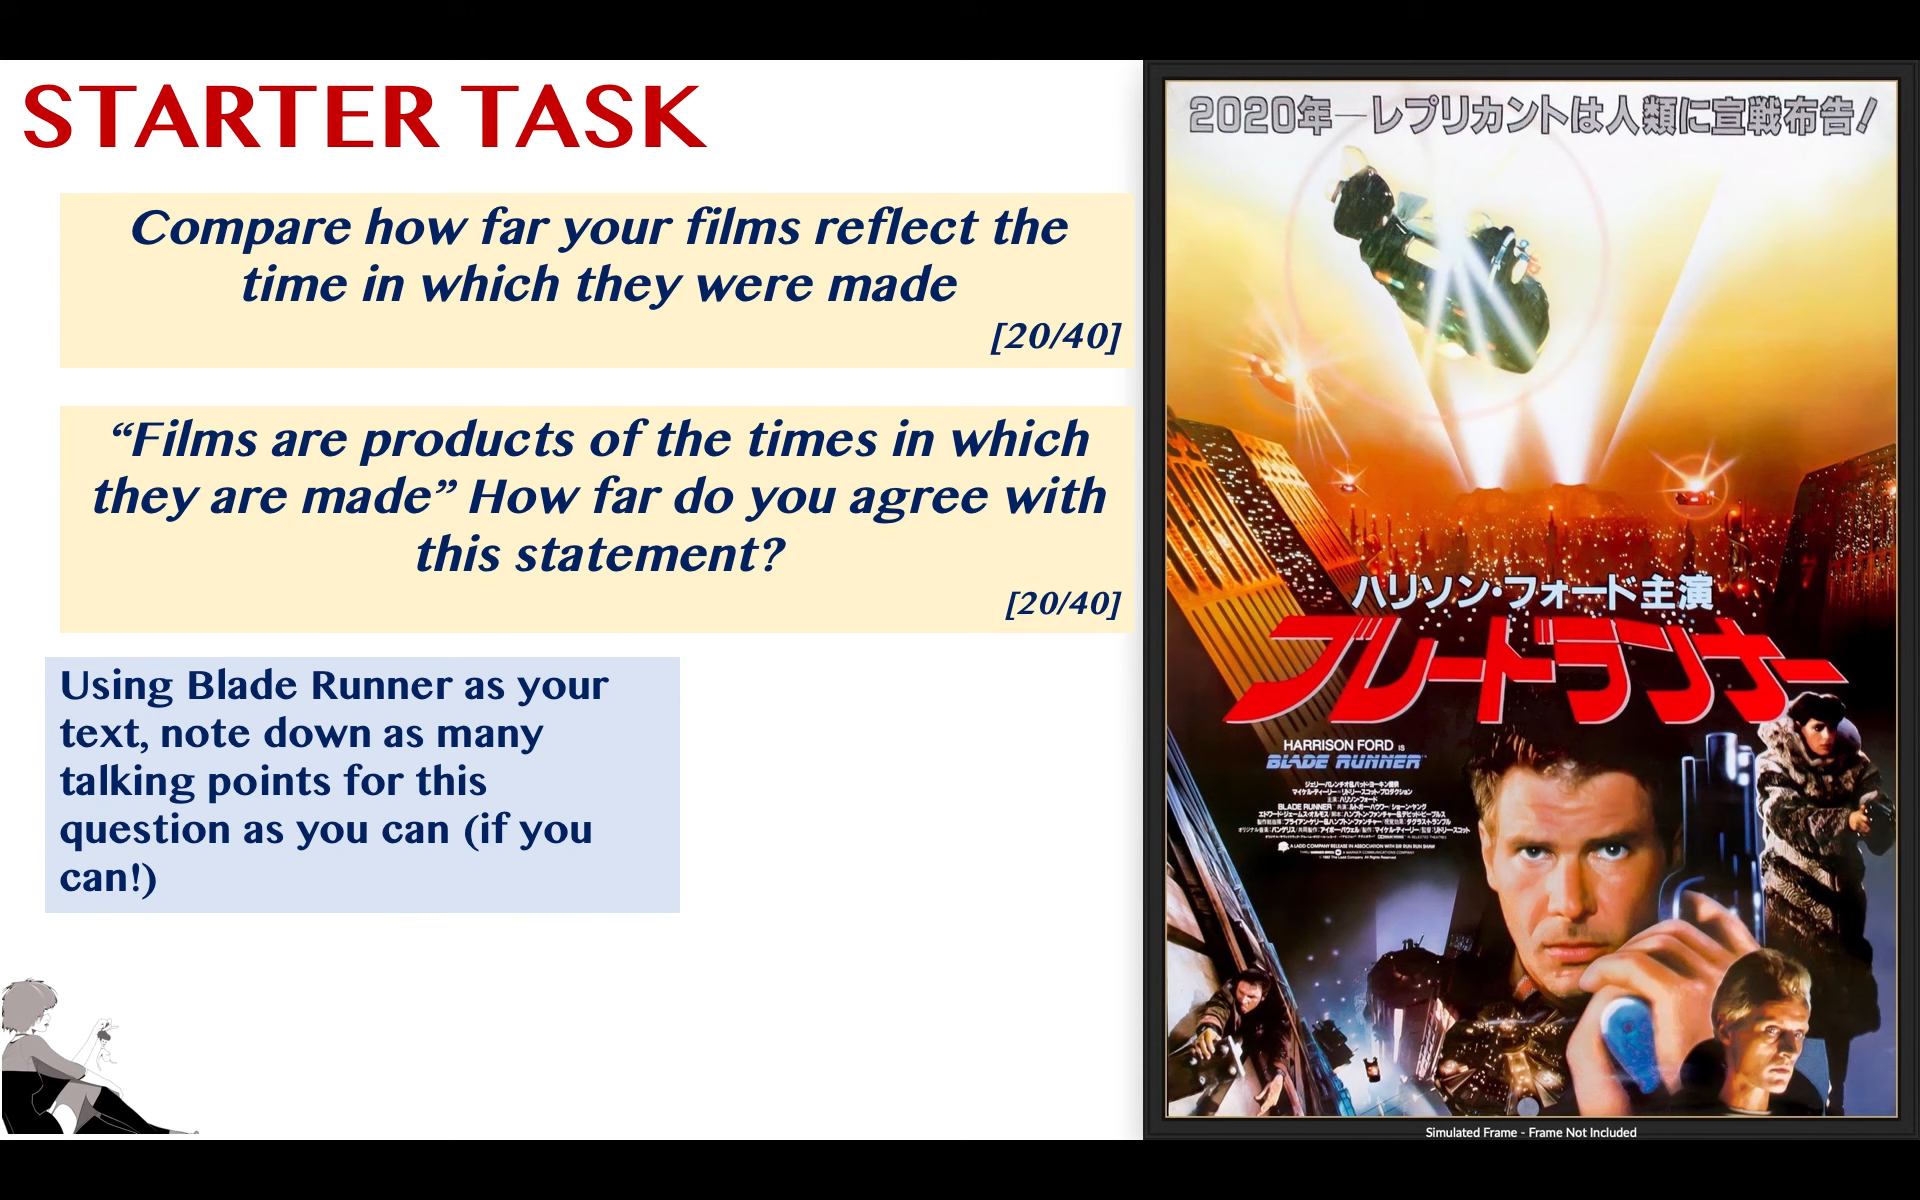 STARTER TASK
Compare how far your films reflect the
time in which they were made
[20/40]
“Films are products of the times in which
they are made” How far do you agree with
this statement?
[20/40]
Using Blade Runner as your
text, note down as many
talking points for this
question as you can (if you
can!)
2020年—レプリカントは人類に宣戦布告!
ハリソン・フォード主演
ブレードランナー
HARRISON FORD IS
BLADE RUNNER
Simulated Frame - Frame Not Included